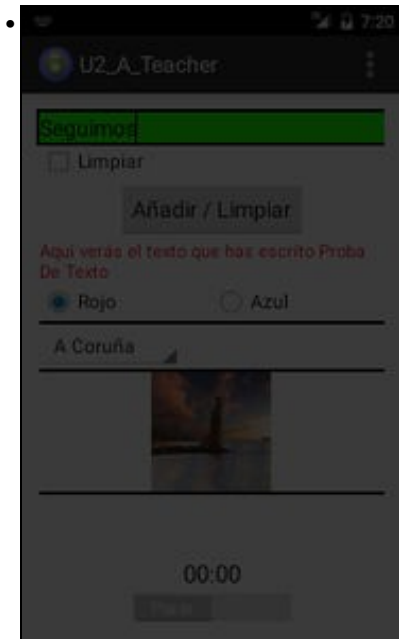 7:20
U2_A_Teacher
Seguimos
Limpiar
Añadir / Limpiar
Aquí verás el texto que has escrito Proba
De Texto
Rojo Azul
A Coruña
00:00